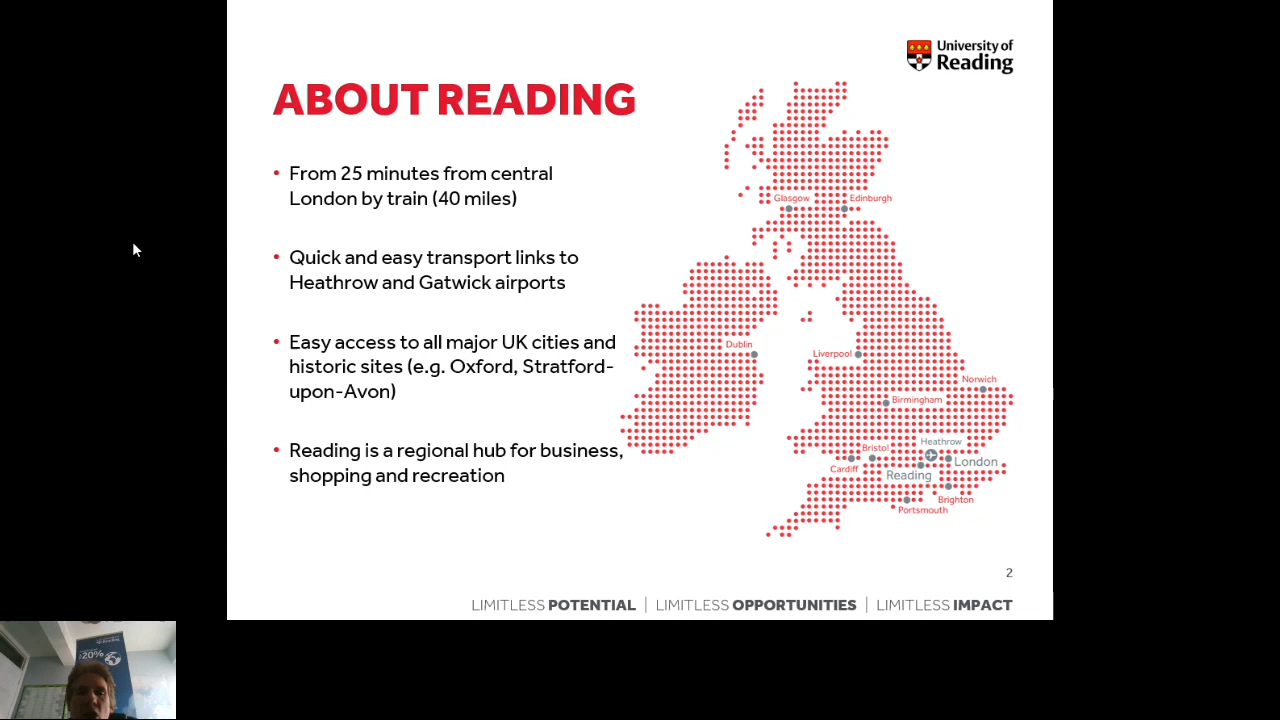 University of
Reading
ABOUT READING
• From 25 minutes from central
London by train (40 miles)
• Quick and easy transport links to
Heathrow and Gatwick airports
• Easy access to all major UK cities and
historic sites (e.g. Oxford, Stratford-
upon-Avon)
• Reading is a regional hub for business,
shopping and recreation
Glasgow
Edinburgh
Dublin
Liverpool
Norwich
Birmingham
Heathrow
Bristol
London
Cardiff
Reading
Brighton
Portsmouth
2
LIMITLESS POTENTIAL | LIMITLESS OPPORTUNITIES | LIMITLESS IMPACT
Reading
20%